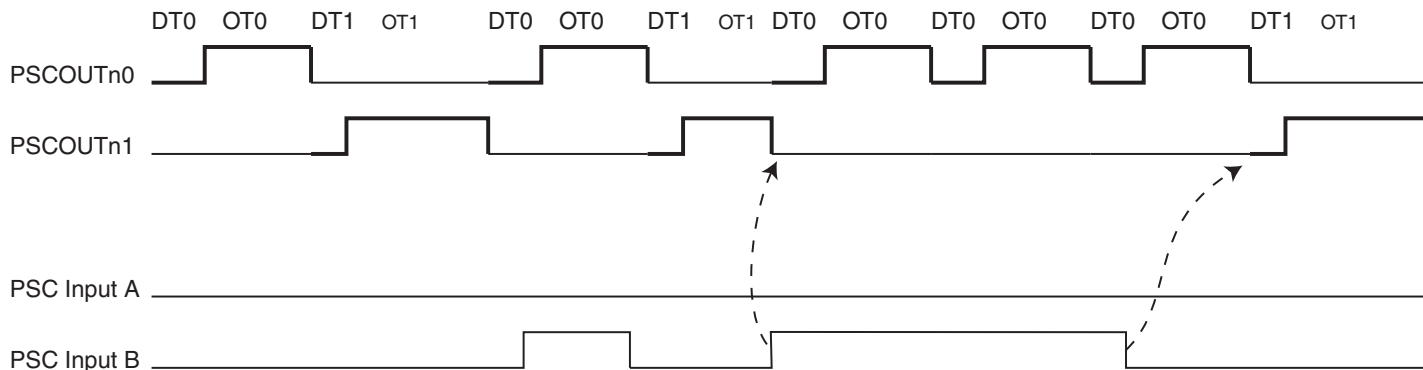 DT0 OT0 DT1 OT1 DT0 OT0 DT1 OT1 DT0 OT0 DT0 OT0 DT0 OT0 DT1 OT1
PSCOUTn0
PSCOUTn1
PSC Input A
PSC Input B